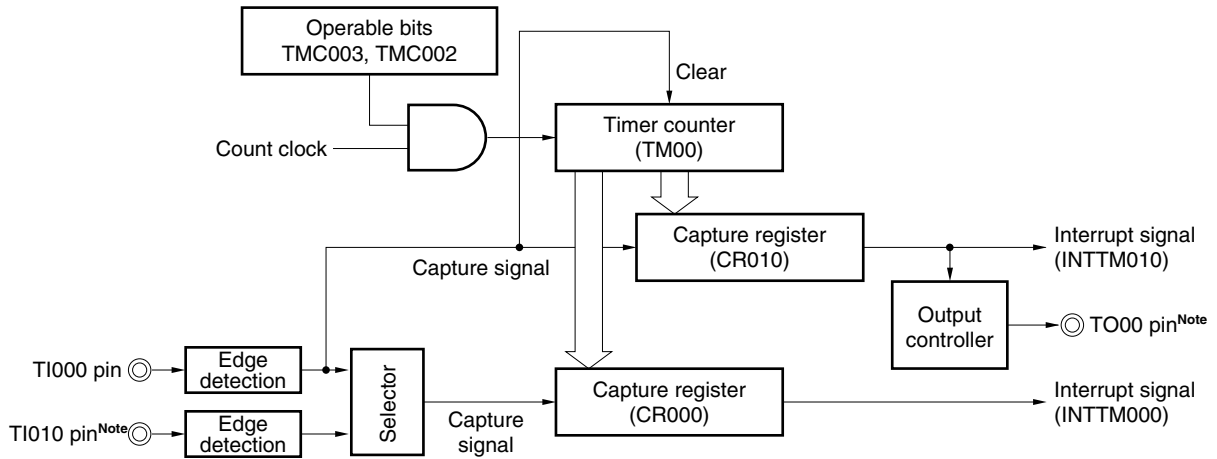 Operable bits
TMC003, TMC002
Clear
Timer counter
(TM00)
Count clock
Capture register
(CR010)
Interrupt signal
(INTTM010)
Capture signal
Output
controller
TO00 pinNote
TI000 pin
Edge
detection
Selector
Capture register
(CR000)
Interrupt signal
(INTTM000)
TI010 pinNote
Edge
detection
Capture
signal